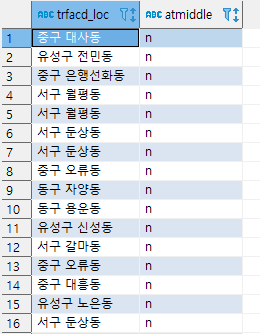 ABC trfacd_loc ABC atmiddle
1 중구 대사동 n
2 유성구 전민동 n
3 중구 은행선화동 n
4 서구 월평동 n
5 서구 월평동 n
6 서구 둔상동 n
7 서구 둔상동 n
8 중구 오류동 n
9 동구 자양동 n
10 동구 용운동 n
11 유성구 신성동 n
12 서구 갈마동 n
13 중구 오류동 n
14 중구 대흥동 n
15 유성구 노은동 n
16 서구 둔상동 n